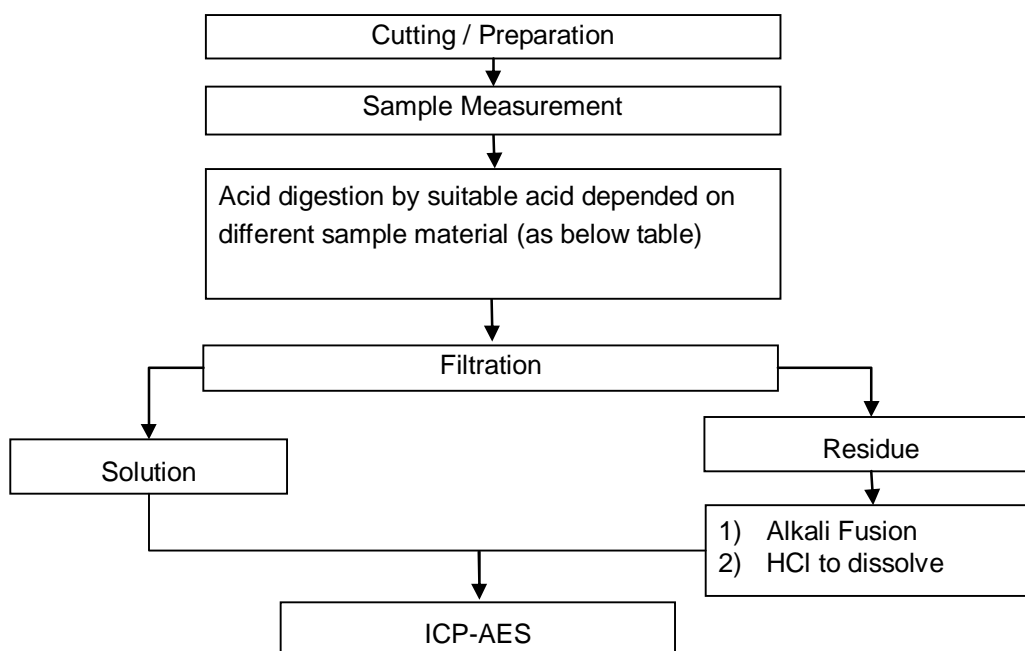 Cutting / Preparation
Sample Measurement
Acid digestion by suitable acid depended on
different sample material (as below table)
Filtration
Solution
Residue
1) Alkali Fusion
2) HCl to dissolve
ICP-AES